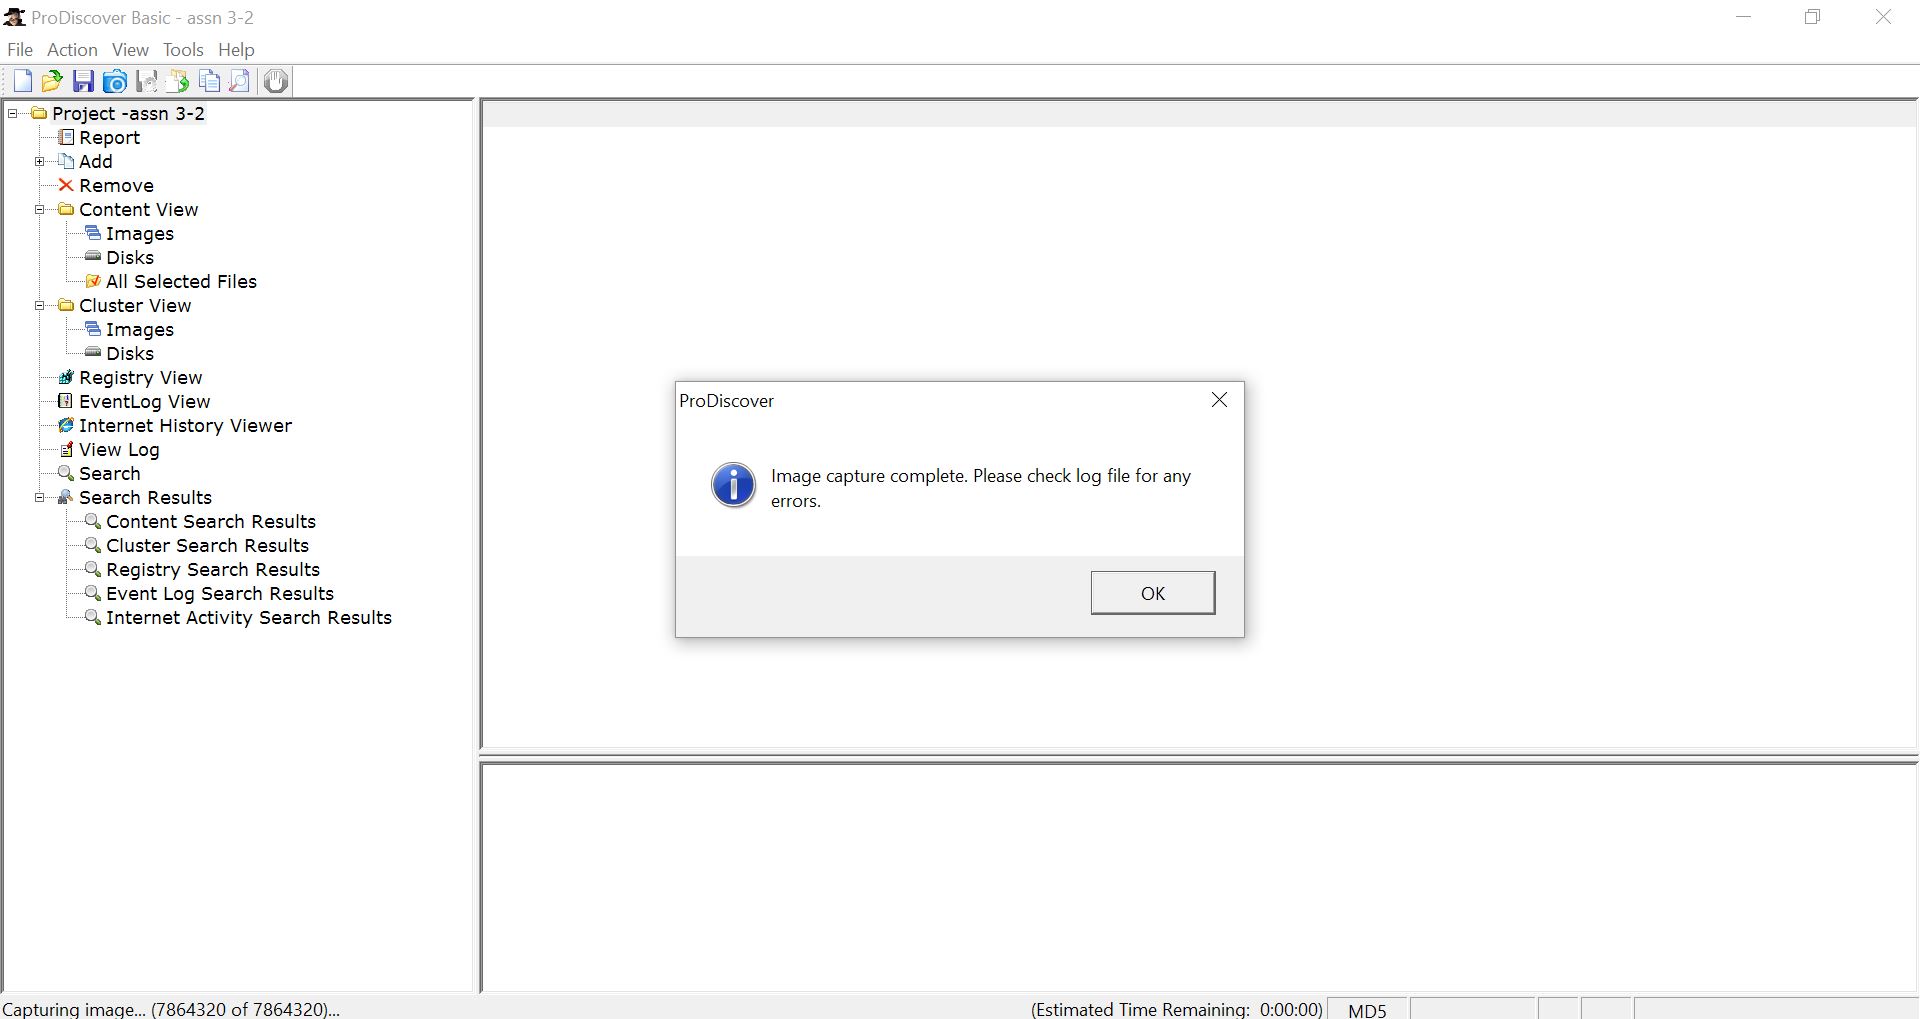 ProDiscover Basic - assn 3-2
File Action View Tools Help
Project -assn 3-2
Report
Add
Remove
Content View
Images
Disks
All Selected Files
Cluster View
Images
Disks
Registry View
EventLog View
Internet History Viewer
View Log
Search
Search Results
Content Search Results
Cluster Search Results
Registry Search Results
Event Log Search Results
Internet Activity Search Results
ProDiscover
Image capture complete. Please check log file for any
errors.
OK
Capturing image... (7864320 of 7864320)... (Estimated Time Remaining: 0:00:00) MD5